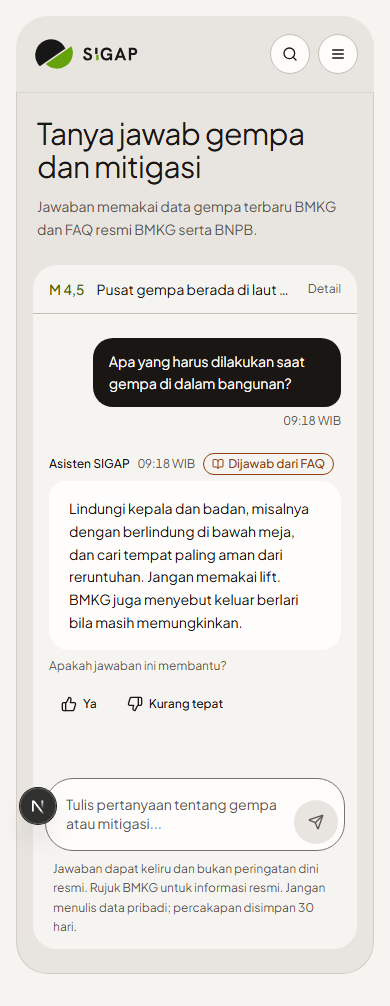 SIGAP
Tanya jawab gempa
dan mitigasi
Jawaban memakai data gempa terbaru BMKG
dan FAQ resmi BMKG serta BNPB.
M 4,5 Pusat gempa berada di laut ... Detail
Apa yang harus dilakukan saat
gempa di dalam bangunan?
09:18 WIB
Asisten SIGAP 09:18 WIB Dijawab dari FAQ
Lindungi kepala dan badan, misalnya
dengan berlindung di bawah meja,
dan cari tempat paling aman dari
reruntuhan. Jangan memakai lift.
BMKG juga menyebut keluar berlari
bila masih memungkinkan.
Apakah jawaban ini membantu?
Ya Kurang tepat
N
Tulis pertanyaan tentang gempa
atau mitigasi...
Jawaban dapat keliru dan bukan peringatan dini
resmi. Rujuk BMKG untuk informasi resmi. Jangan
menulis data pribadi; percakapan disimpan 30
hari.